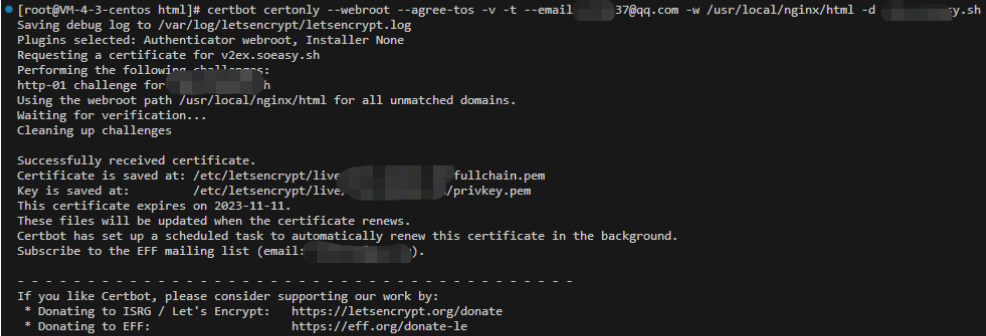 [root@VM-4-3-centos html]# certbot certonly --webroot --agree-tos -v -t --email 37@qq.com -w /usr/local/nginx/html -d y.sh
Saving debug log to /var/log/letsencrypt/letsencrypt.log
Plugins selected: Authenticator webroot, Installer None
Requesting a certificate for v2ex.soeasy.sh
Performing the following challenges:
http-01 challenge for h
Using the webroot path /usr/local/nginx/html for all unmatched domains.
Waiting for verification...
Cleaning up challenges
Successfully received certificate.
Certificate is saved at: /etc/letsencrypt/live fullchain.pem
Key is saved at: /etc/letsencrypt/live/ /privkey.pem
This certificate expires on 2023-11-11.
These files will be updated when the certificate renews.
Certbot has set up a scheduled task to automatically renew this certificate in the background.
Subscribe to the EFF mailing list (email: ).
- - - - - - - - - - - - - - - - - - - - - - - - - - - - - - - - - - - - - - - -
If you like Certbot, please consider supporting our work by:
* Donating to ISRG / Let's Encrypt: https://letsencrypt.org/donate
* Donating to EFF: https://eff.org/donate-le